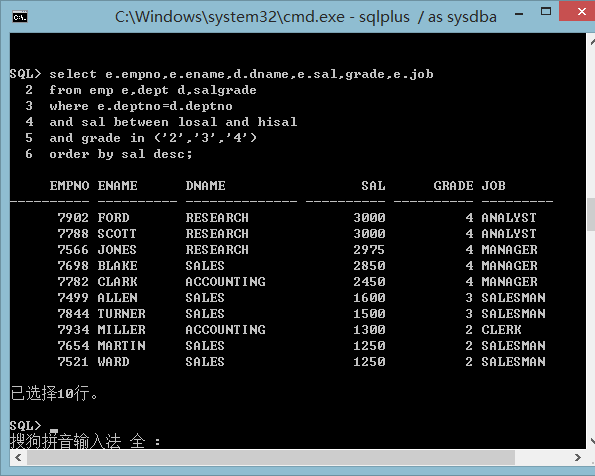 C:\Windows\system32\cmd.exe - sqlplus  / as sysdba
SQL> select e.empno,e.ename,d.dname,e.sal,grade,e.job
  2  from emp e,dept d,salgrade
  3  where e.deptno=d.deptno
  4  and sal between losal and hisal
  5  and grade in ('2','3','4')
  6  order by sal desc;
     EMPNO ENAME      DNAME                 SAL      GRADE JOB
---------- ---------- -------------- ---------- ---------- ---------
      7902 FORD       RESEARCH             3000          4 ANALYST
      7788 SCOTT      RESEARCH             3000          4 ANALYST
      7566 JONES      RESEARCH             2975          4 MANAGER
      7698 BLAKE      SALES                2850          4 MANAGER
      7782 CLARK      ACCOUNTING           2450          4 MANAGER
      7499 ALLEN      SALES                1600          3 SALESMAN
      7844 TURNER     SALES                1500          3 SALESMAN
      7934 MILLER     ACCOUNTING           1300          2 CLERK
      7654 MARTIN     SALES                1250          2 SALESMAN
      7521 WARD       SALES                1250          2 SALESMAN
已选择10行。
SQL> _
搜狗拼音输入法 全 :